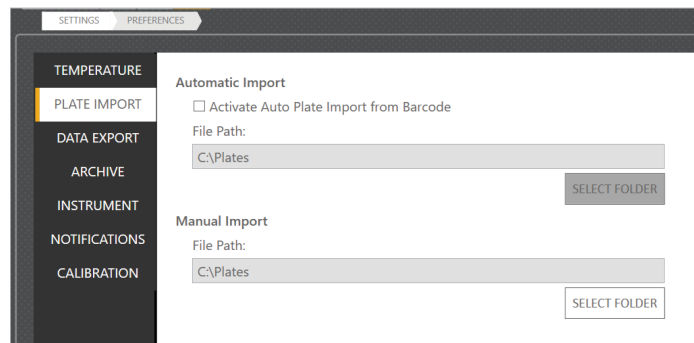 SETTINGS PREFERENCES
TEMPERATURE
PLATE IMPORT
DATA EXPORT
ARCHIVE
INSTRUMENT
NOTIFICATIONS
CALIBRATION
Automatic Import
Activate Auto Plate Import from Barcode
File Path:
C:\Plates
SELECT FOLDER
Manual Import
File Path:
C:\Plates
SELECT FOLDER